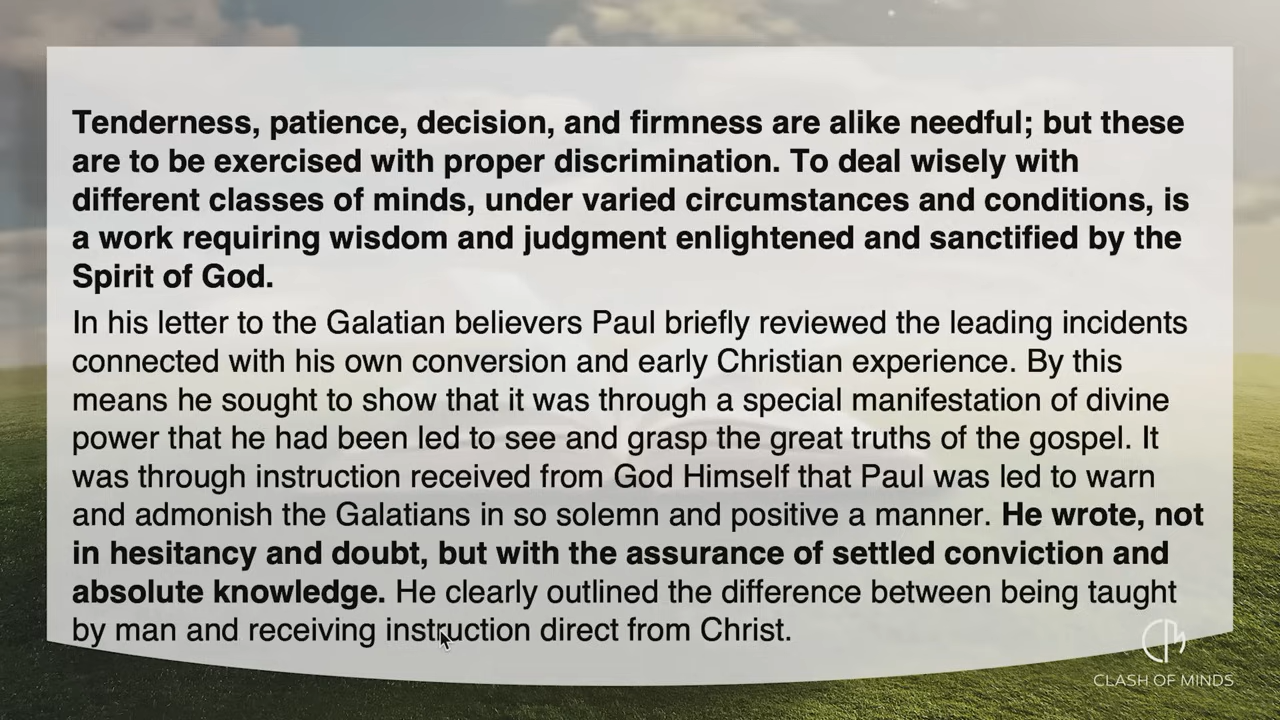 Tenderness, patience, decision, and firmness are alike needful; but these
are to be exercised with proper discrimination. To deal wisely with
different classes of minds, under varied circumstances and conditions, is
a work requiring wisdom and judgment enlightened and sanctified by the
Spirit of God.
In his letter to the Galatian believers Paul briefly reviewed the leading incidents
connected with his own conversion and early Christian experience. By this
means he sought to show that it was through a special manifestation of divine
power that he had been led to see and grasp the great truths of the gospel. It
was through instruction received from God Himself that Paul was led to warn
and admonish the Galatians in so solemn and positive a manner. He wrote, not
in hesitancy and doubt, but with the assurance of settled conviction and
absolute knowledge. He clearly outlined the difference between being taught
by man and receiving instruction direct from Christ.
CLASH OF MINDS